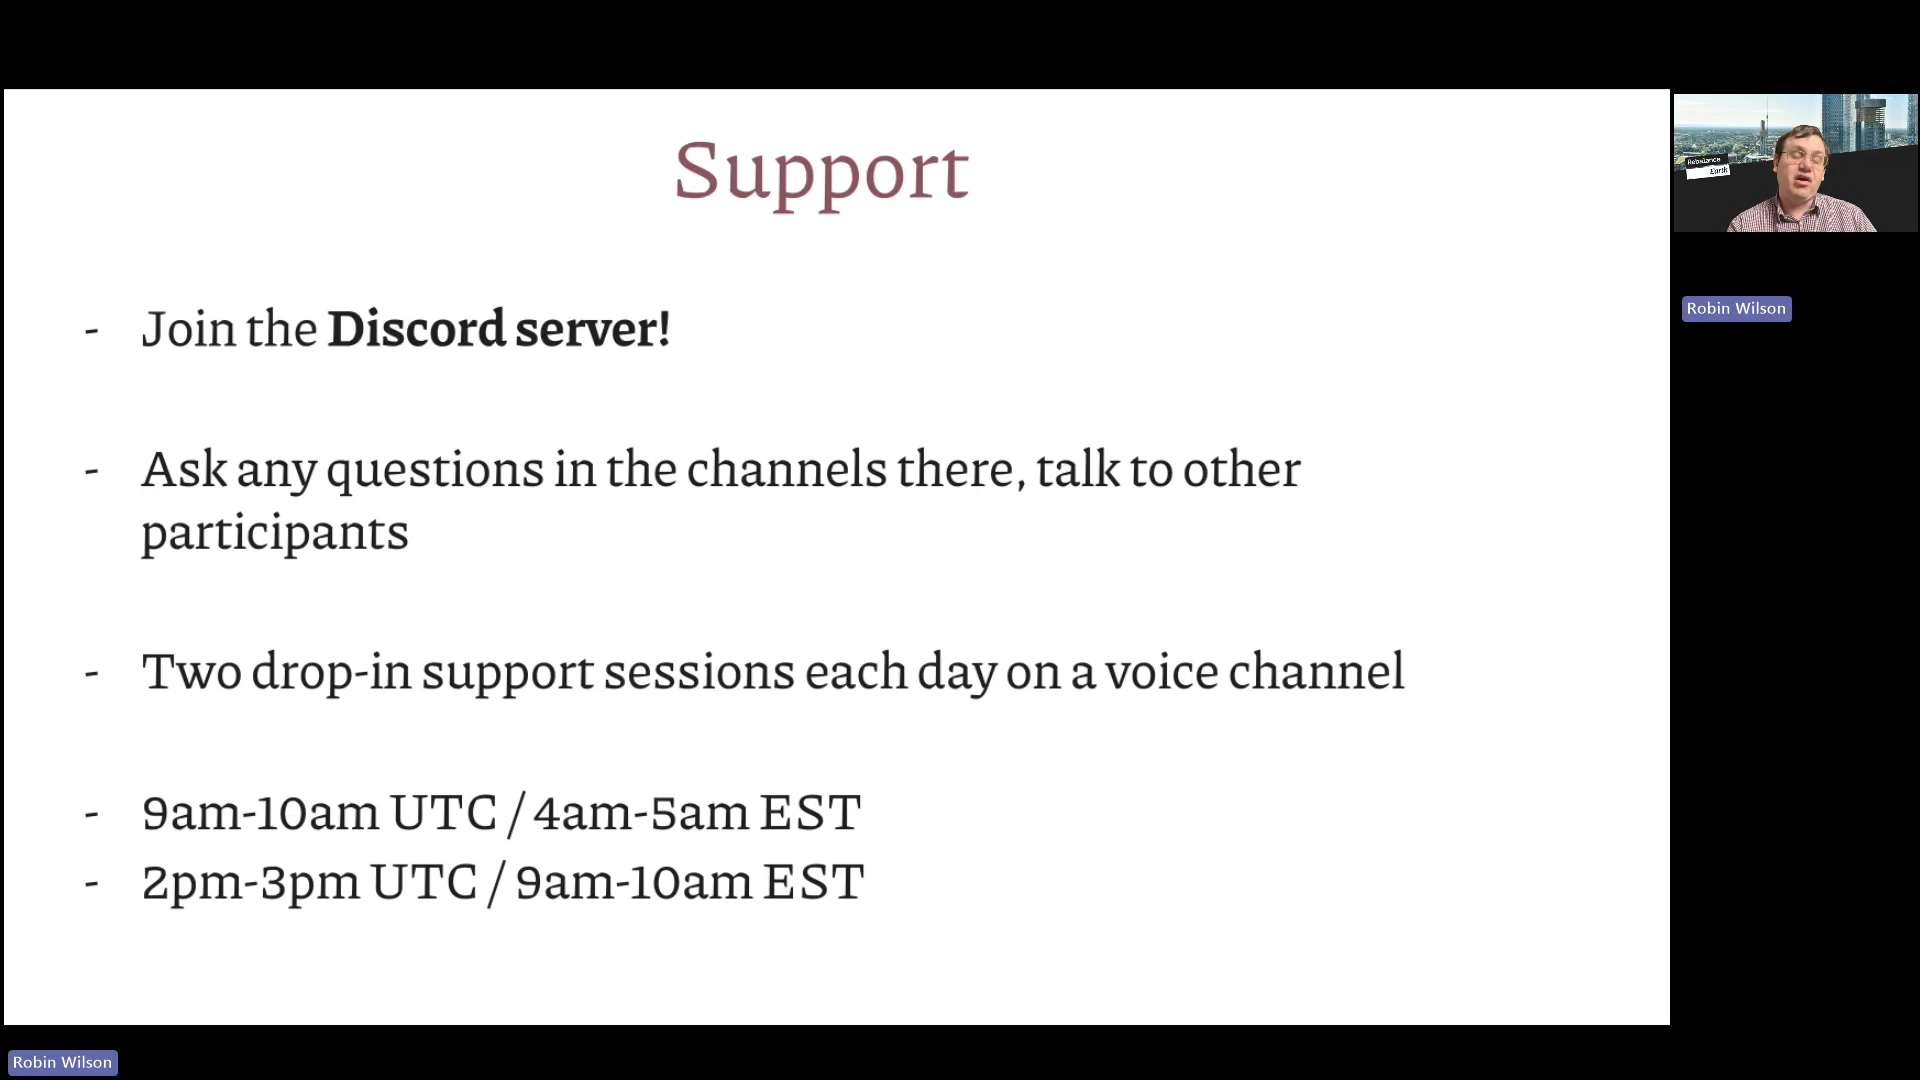 Support
- Join the Discord server!
- Ask any questions in the channels there, talk to other
participants
- Two drop-in support sessions each day on a voice channel
- 9am-10am UTC / 4am-5am EST
- 2pm-3pm UTC / 9am-10am EST
Rebalance
Earth
Robin Wilson
Robin Wilson